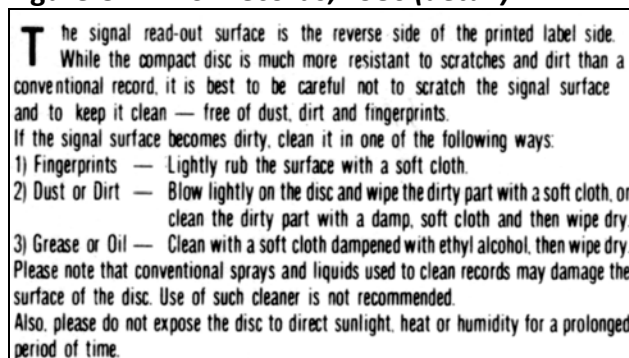 The signal read-out surface is the reverse side of the printed label side.
While the compact disc is much more resistant to scratches and dirt than a
conventional record, it is best to be careful not to scratch the signal surface
and to keep it clean — free of dust, dirt and fingerprints.
If the signal surface becomes dirty, clean it in one of the following ways:
1) Fingerprints — Lightly rub the surface with a soft cloth.
2) Dust or Dirt — Blow lightly on the disc and wipe the dirty part with a soft cloth, or
clean the dirty part with a damp, soft cloth and then wipe dry.
3) Grease or Oil — Clean with a soft cloth dampened with ethyl alcohol, then wipe dry.
Please note that conventional sprays and liquids used to clean records may damage the
surface of the disc. Use of such cleaner is not recommended.
Also, please do not expose the disc to direct sunlight, heat or humidity for a prolonged
period of time.